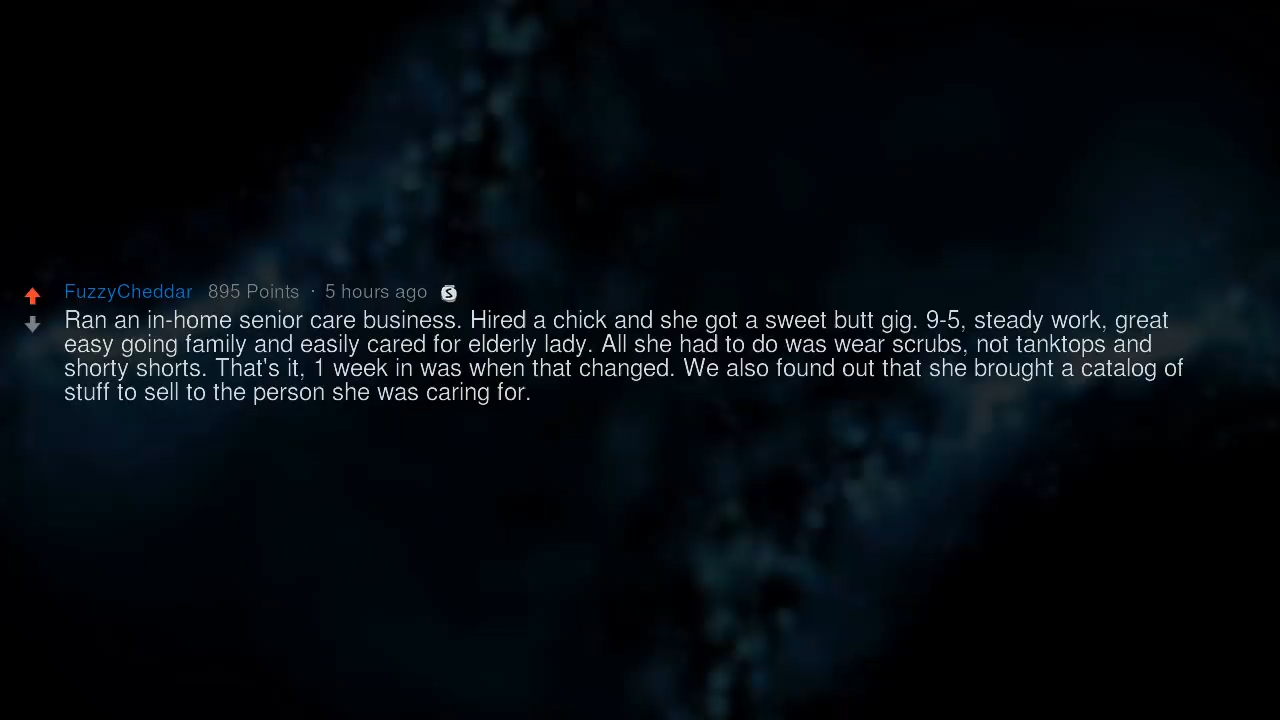 FuzzyCheddar 895 Points · 5 hours ago S
Ran an in-home senior care business. Hired a chick and she got a sweet butt gig. 9-5, steady work, great
easy going family and easily cared for elderly lady. All she had to do was wear scrubs, not tanktops and
shorty shorts. That's it, 1 week in was when that changed. We also found out that she brought a catalog of
stuff to sell to the person she was caring for.